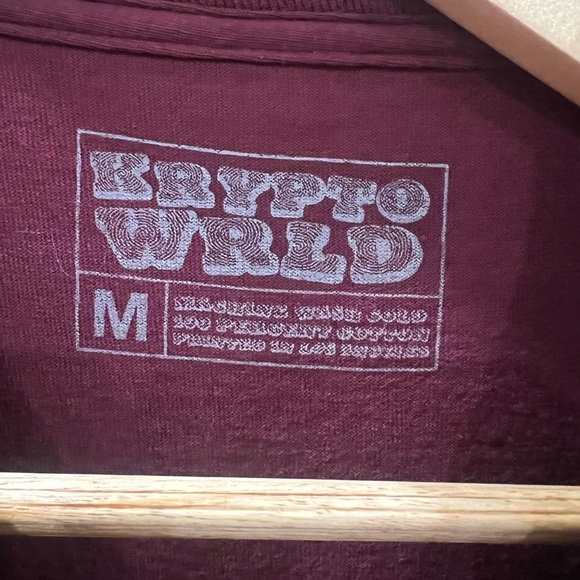 KRYPTO
WRLD
M
MACHINE WASH COLD
100 PERCENT COTTON
PRINTED IN LOS ANGELES